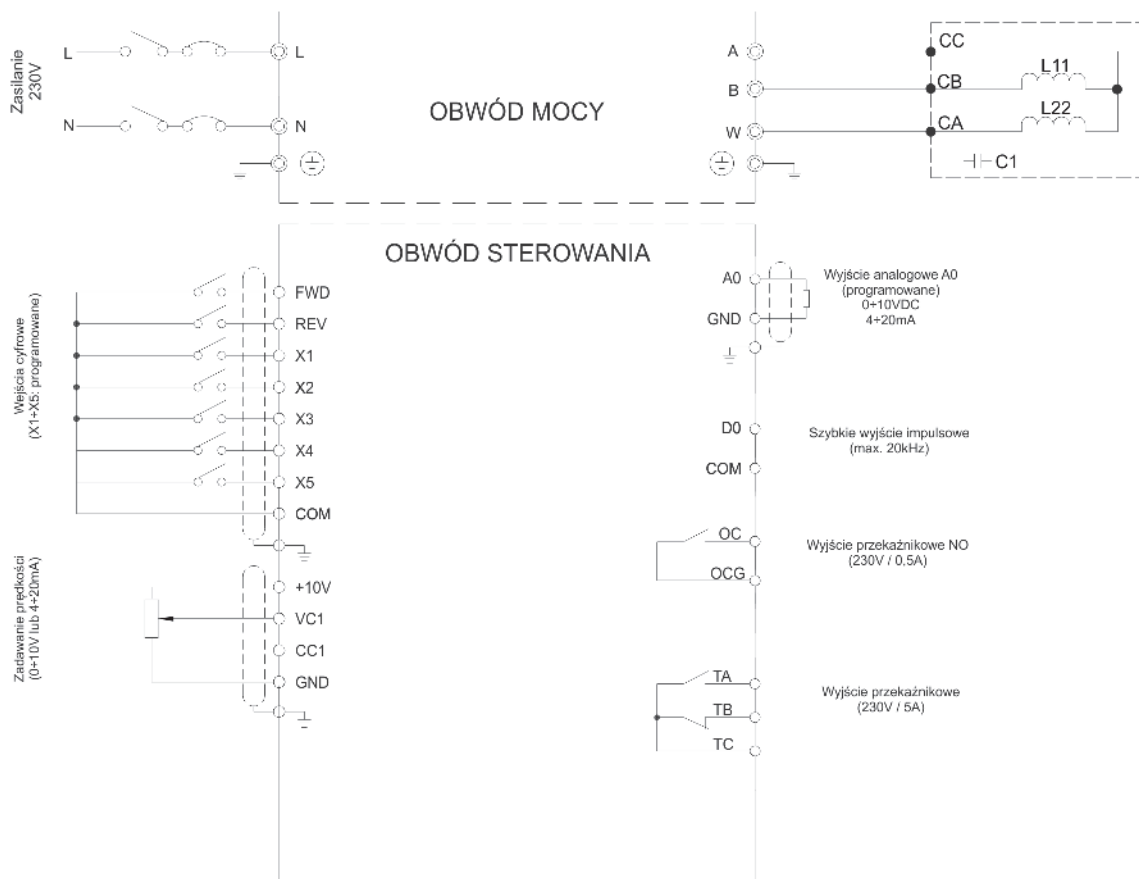 Zasilanie
230V
L
L
N
N
OBWÓD MOCY
A
B
W
CC
CB
CA
L11
L22
C1
OBWÓD STEROWANIA
Wejścia cyfrowe
(X1+X5: programowane)
FWD
REV
X1
X2
X3
X4
X5
COM
Zadawanie prędkości
(0+10V lub 4+20mA)
+10V
VC1
CC1
GND
A0
GND
Wyjście analogowe A0
(programowane)
0+10VDC
4+20mA
D0
COM
Szybkie wyjście impulsowe
(max. 20kHz)
OC
OCG
Wyjście przekaźnikowe NO
(230V / 0,5A)
TA
TB
TC
Wyjście przekaźnikowe
(230V / 5A)